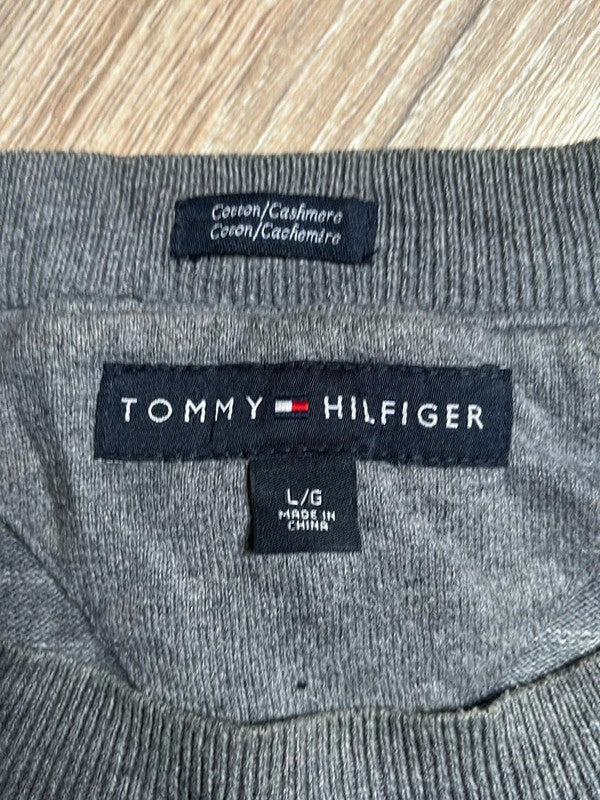 Cotton/Cashmere
Coton/Cachemire
TOMMY HILFIGER
L/G
MADE IN
CHINA